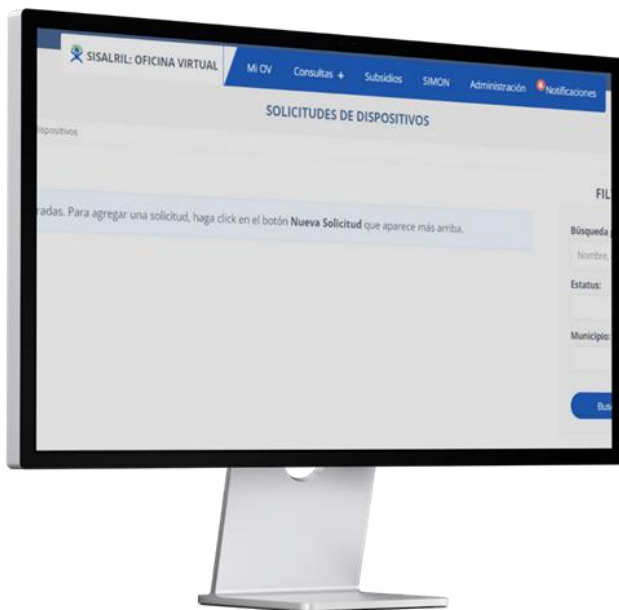 SISALRIL: OFICINA VIRTUAL
Mi OV Consultas + Subsidios SIMON Administración Notificaciones
SOLICITUDES DE DISPOSITIVOS
ispositivos
radas. Para agregar una solicitud, haga click en el botón Nueva Solicitud que aparece más arriba.
FIL
Búsqueda
Nombre,
Estatus:
Municipio:
Bus